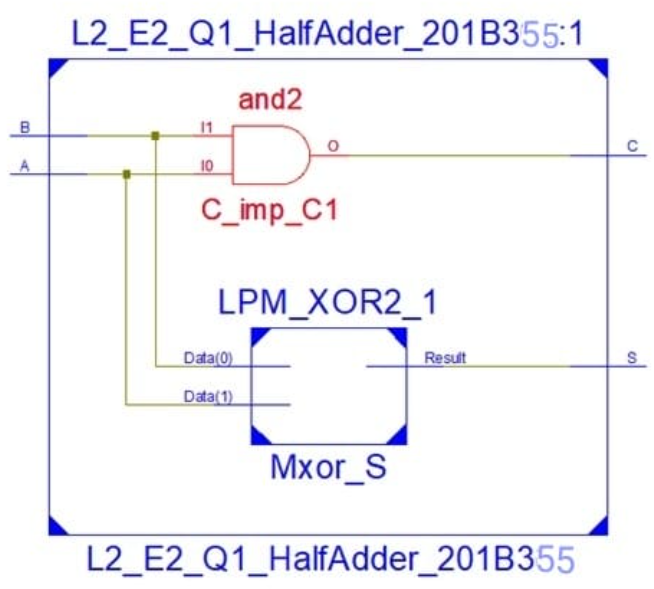 L2_E2_Q1_HalfAdder_201B355:1
and2
B
I1
O
C
A
I0
C_imp_C1
LPM_XOR2_1
Data(0)
Result
S
Data(1)
Mxor_S
L2_E2_Q1_HalfAdder_201B355